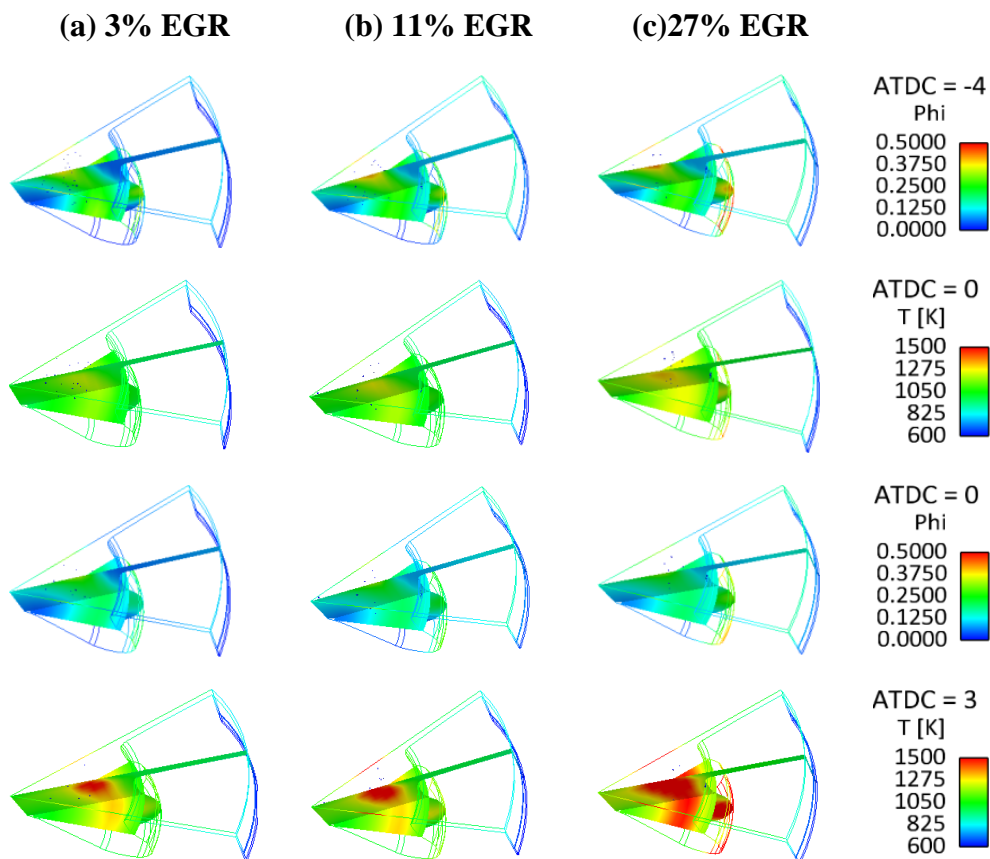 (a) 3% EGR
(b) 11% EGR
(c)27% EGR
ATDC = -4
Phi
0.5000
0.3750
0.2500
0.1250
0.0000
ATDC = 0
T [K]
1500
1275
1050
825
600
ATDC = 0
Phi
0.5000
0.3750
0.2500
0.1250
0.0000
ATDC = 3
T [K]
1500
1275
1050
825
600